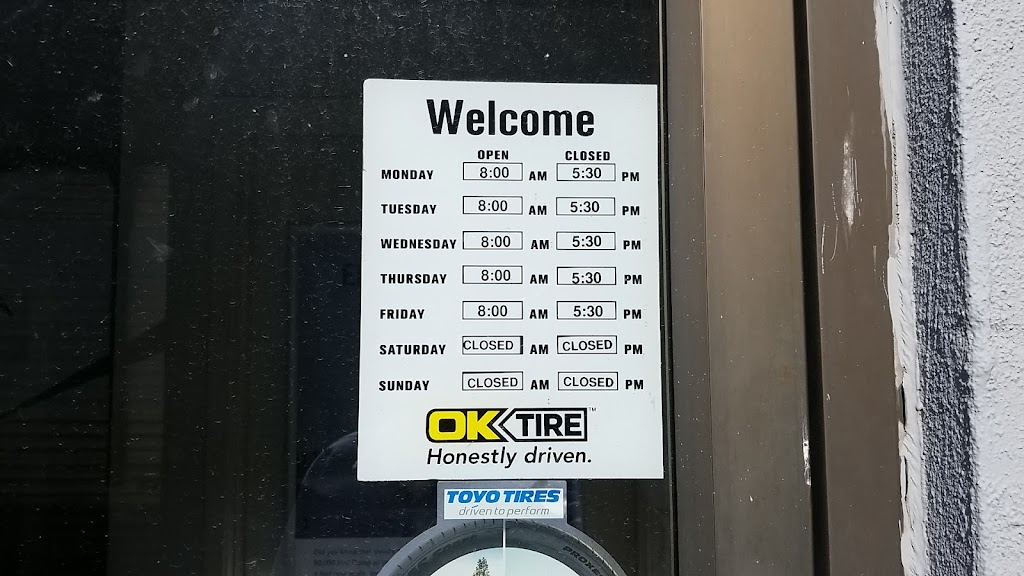 Welcome
OPEN CLOSED
MONDAY 8:00 AM 5:30 PM
TUESDAY 8:00 AM 5:30 PM
WEDNESDAY 8:00 AM 5:30 PM
THURSDAY 8:00 AM 5:30 PM
FRIDAY 8:00 AM 5:30 PM
SATURDAY CLOSED AM CLOSED PM
SUNDAY CLOSED AM CLOSED PM
OK TIRE™
Honestly driven.
TOYO TIRES
driven to perform